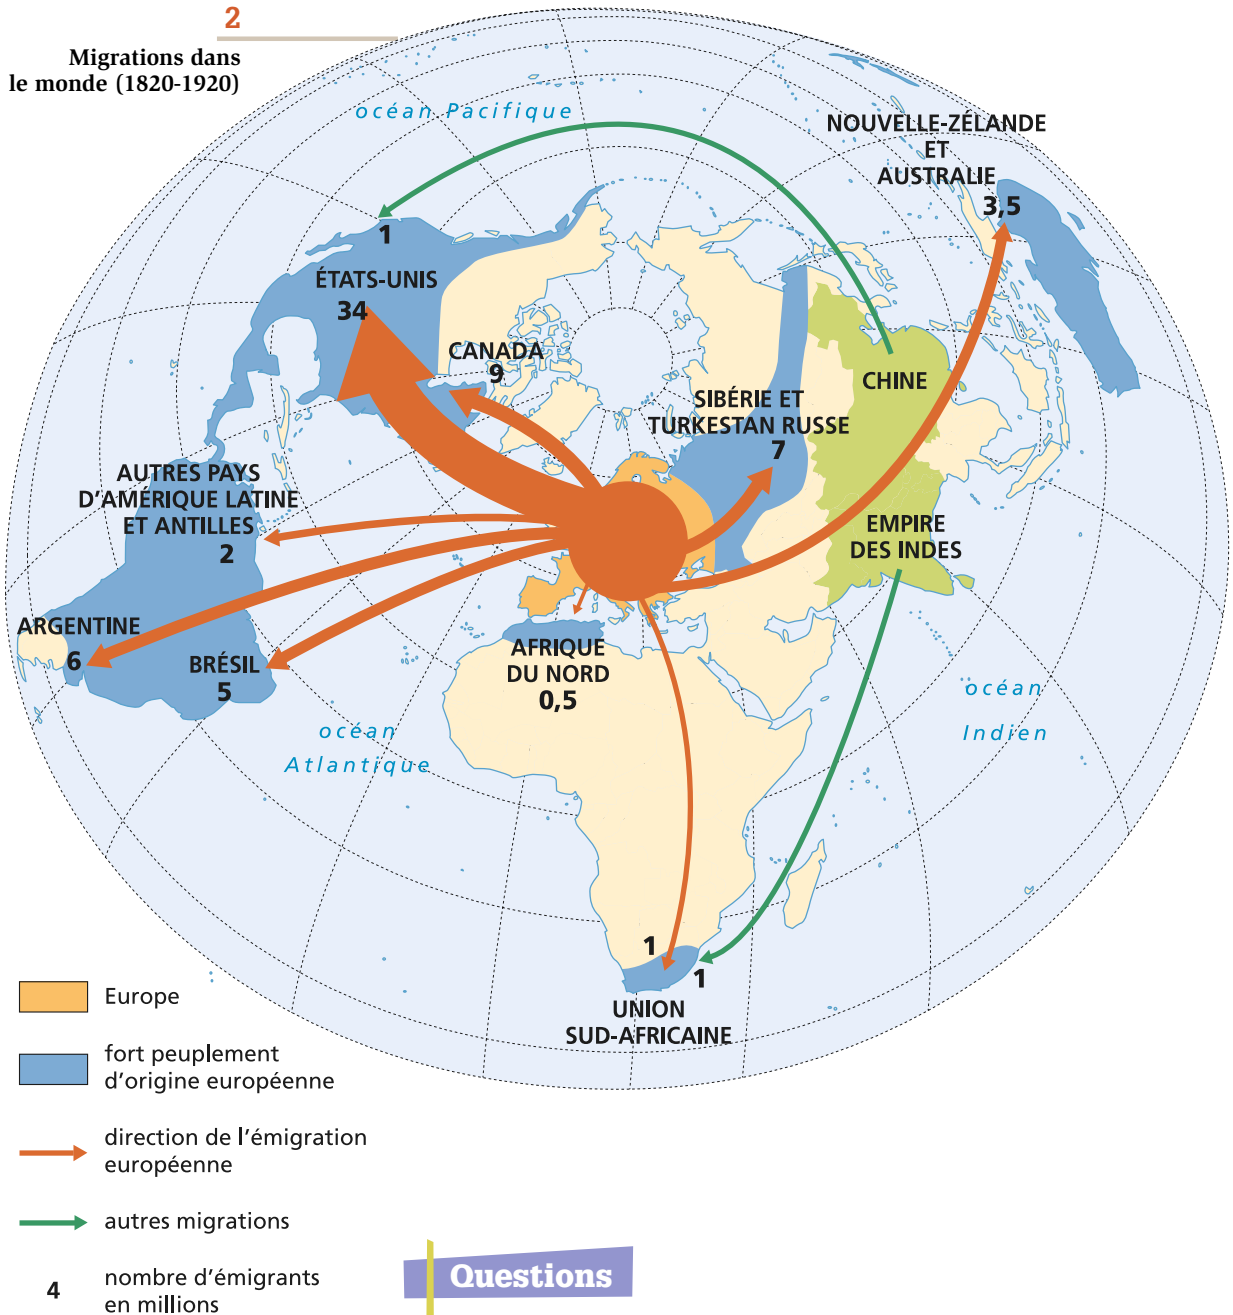 2
Migrations dans
le monde (1820-1920)
océan Pacifique
NOUVELLE-ZÉLANDE
ET
AUSTRALIE
3,5
1
ÉTATS-UNIS
34
CANADA
9
CHINE
SIBÉRIE ET
TURKESTAN RUSSE
7
AUTRES PAYS
D'AMÉRIQUE LATINE
ET ANTILLES
2
EMPIRE
DES INDES
ARGENTINE
6
BRÉSIL
5
AFRIQUE
DU NORD
0,5
océan
Indien
océan
Atlantique
1
1
UNION
SUD-AFRICAINE
Europe
fort peuplement
d'origine européenne
direction de l'émigration
européenne
autres migrations
4
nombre d'émigrants
en millions
Questions